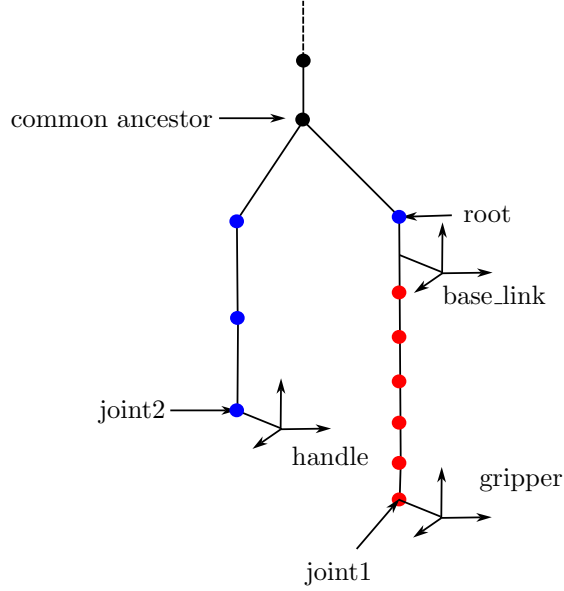 common ancestor
root
base_link
joint2
handle
gripper
joint1